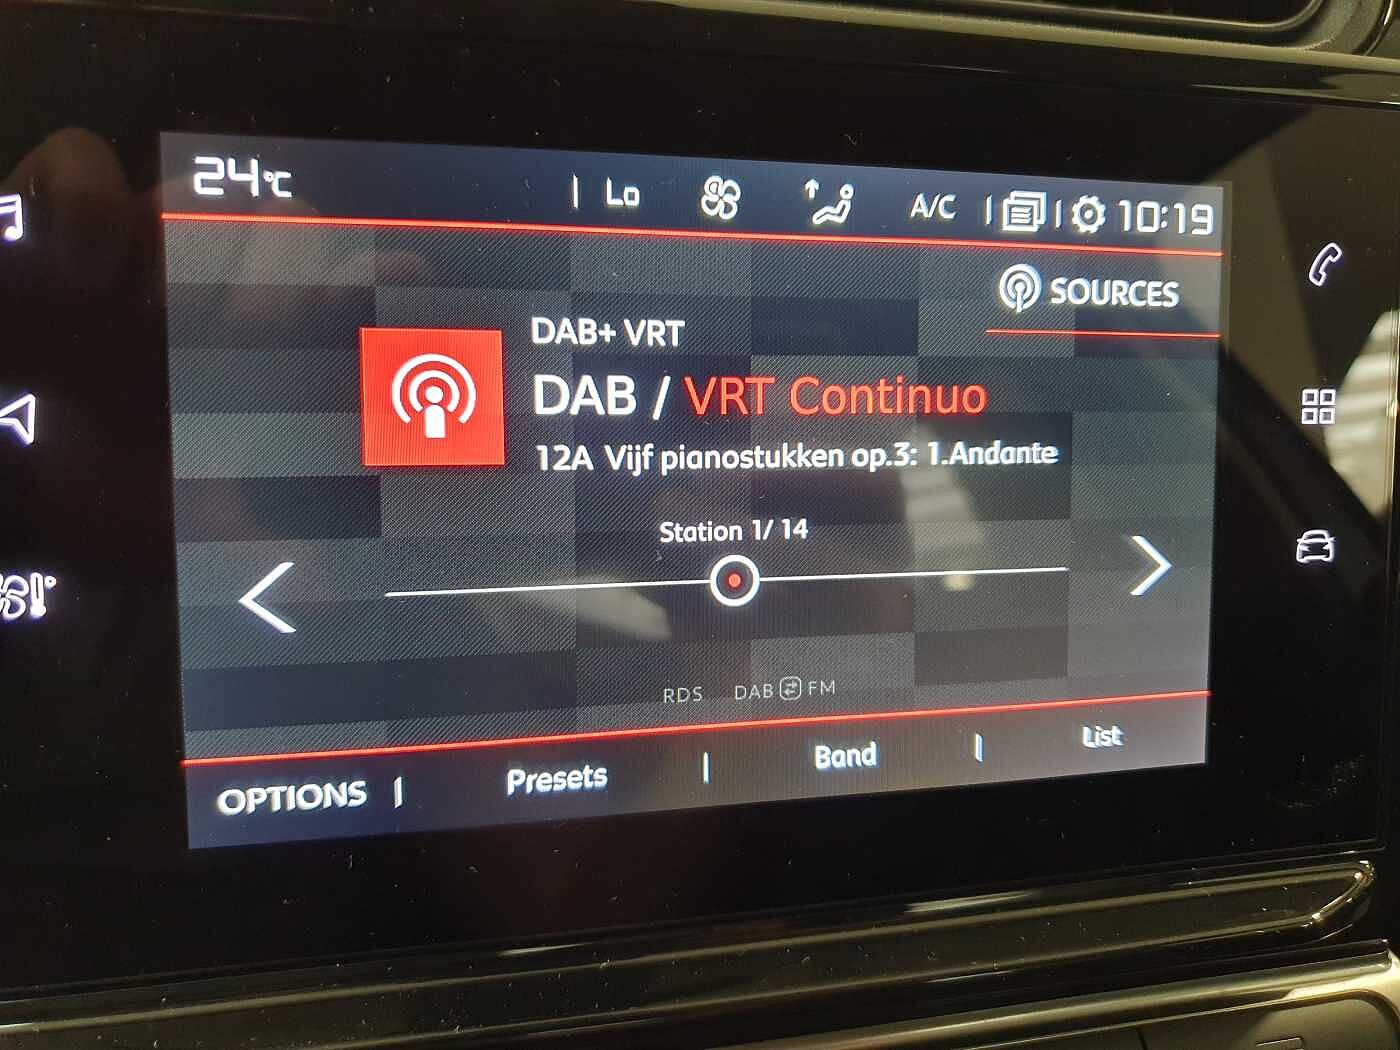 24°C Lo A/C 10:19
SOURCES
DAB+ VRT
DAB / VRT Continuo
12A Vijf pianostukken op.3: 1.Andante
Station 1/ 14
RDS DAB FM
OPTIONS Presets Band List